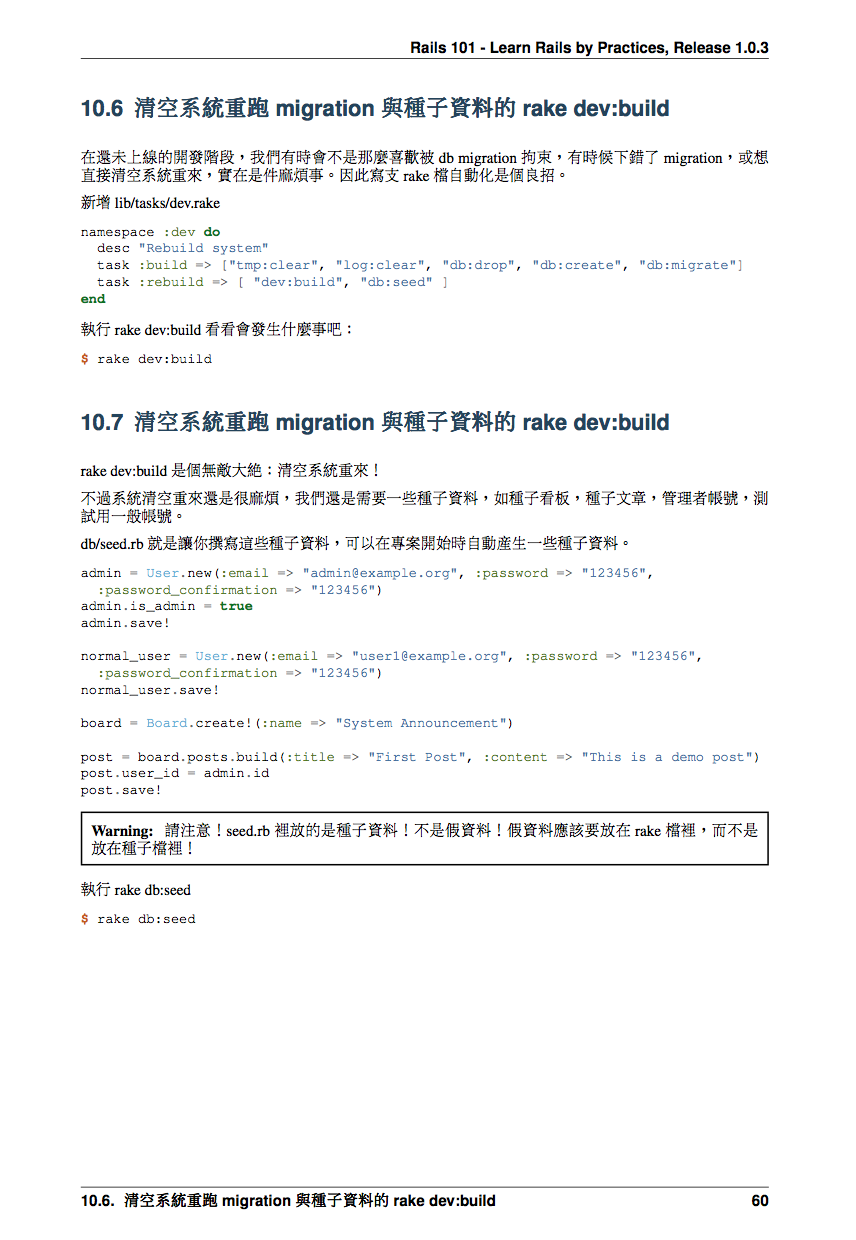 Rails 101 - Learn Rails by Practices, Release 1.0.3
10.6 清空系統重跑 migration 與種子資料的 rake dev:build
在還未上線的開發階段，我們有時會不是那麼喜歡被 db migration 拘束，有時候下錯了 migration，或想
直接清空系統重來，實在是件麻煩事。因此寫支 rake 檔自動化是個良招。
新增 lib/tasks/dev.rake
namespace :dev do
  desc "Rebuild system"
  task :build => ["tmp:clear", "log:clear", "db:drop", "db:create", "db:migrate"]
  task :rebuild => [ "dev:build", "db:seed" ]
end
執行 rake dev:build 看看會發生什麼事吧：
$ rake dev:build
10.7 清空系統重跑 migration 與種子資料的 rake dev:build
rake dev:build 是個無敵大絕：清空系統重來！
不過系統清空重來還是很麻煩，我們還是需要一些種子資料，如種子看板，種子文章，管理者帳號，測
試用一般帳號。
db/seed.rb 就是讓你撰寫這些種子資料，可以在專案開始時自動産生一些種子資料。
admin = User.new(:email => "admin@example.org", :password => "123456",
  :password_confirmation => "123456")
admin.is_admin = true
admin.save!
normal_user = User.new(:email => "user1@example.org", :password => "123456",
  :password_confirmation => "123456")
normal_user.save!
board = Board.create!(:name => "System Announcement")
post = board.posts.build(:title => "First Post", :content => "This is a demo post")
post.user_id = admin.id
post.save!
Warning: 請注意！seed.rb 裡放的是種子資料！不是假資料！假資料應該要放在 rake 檔裡，而不是
放在種子檔裡！
執行 rake db:seed
$ rake db:seed
10.6. 清空系統重跑 migration 與種子資料的 rake dev:build 60